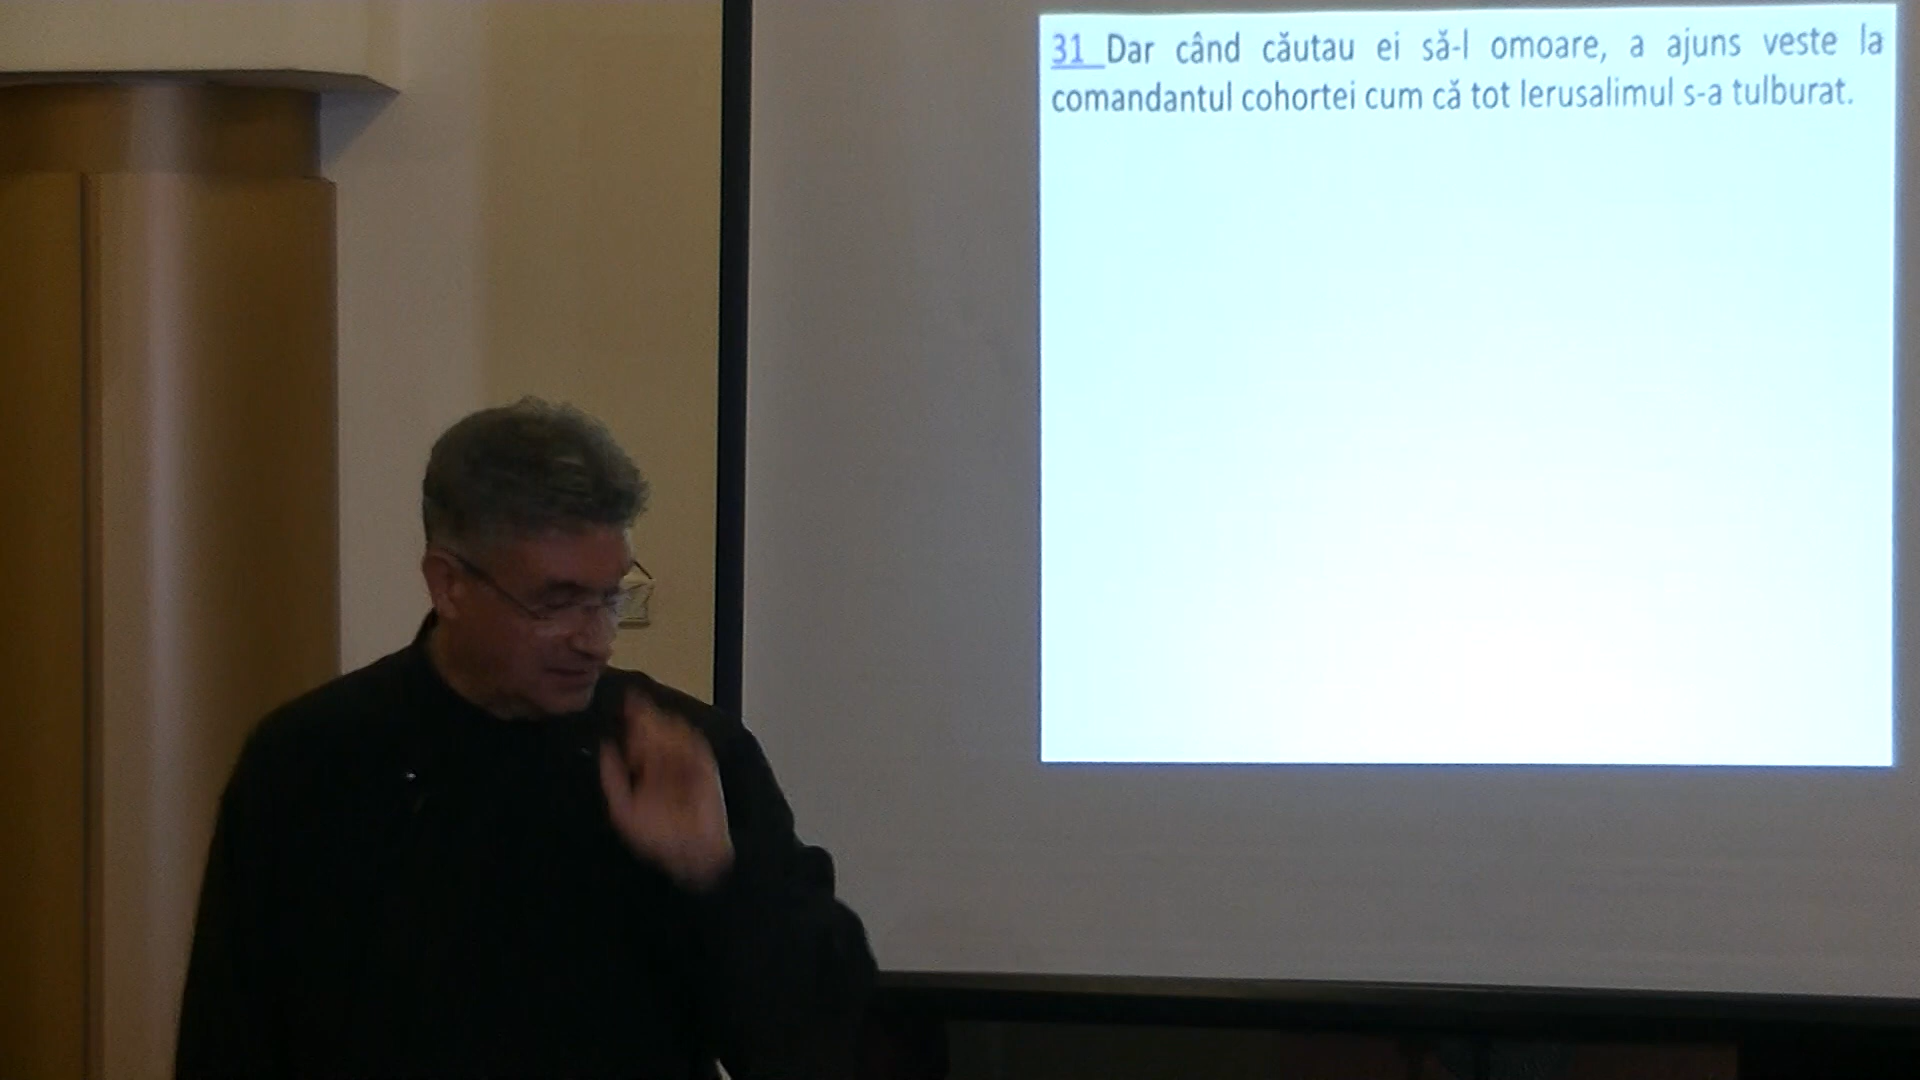 31 Dar când căutau ei să-l omoare, a ajuns veste la
comandantul cohortei cum că tot Ierusalimul s-a tulburat.